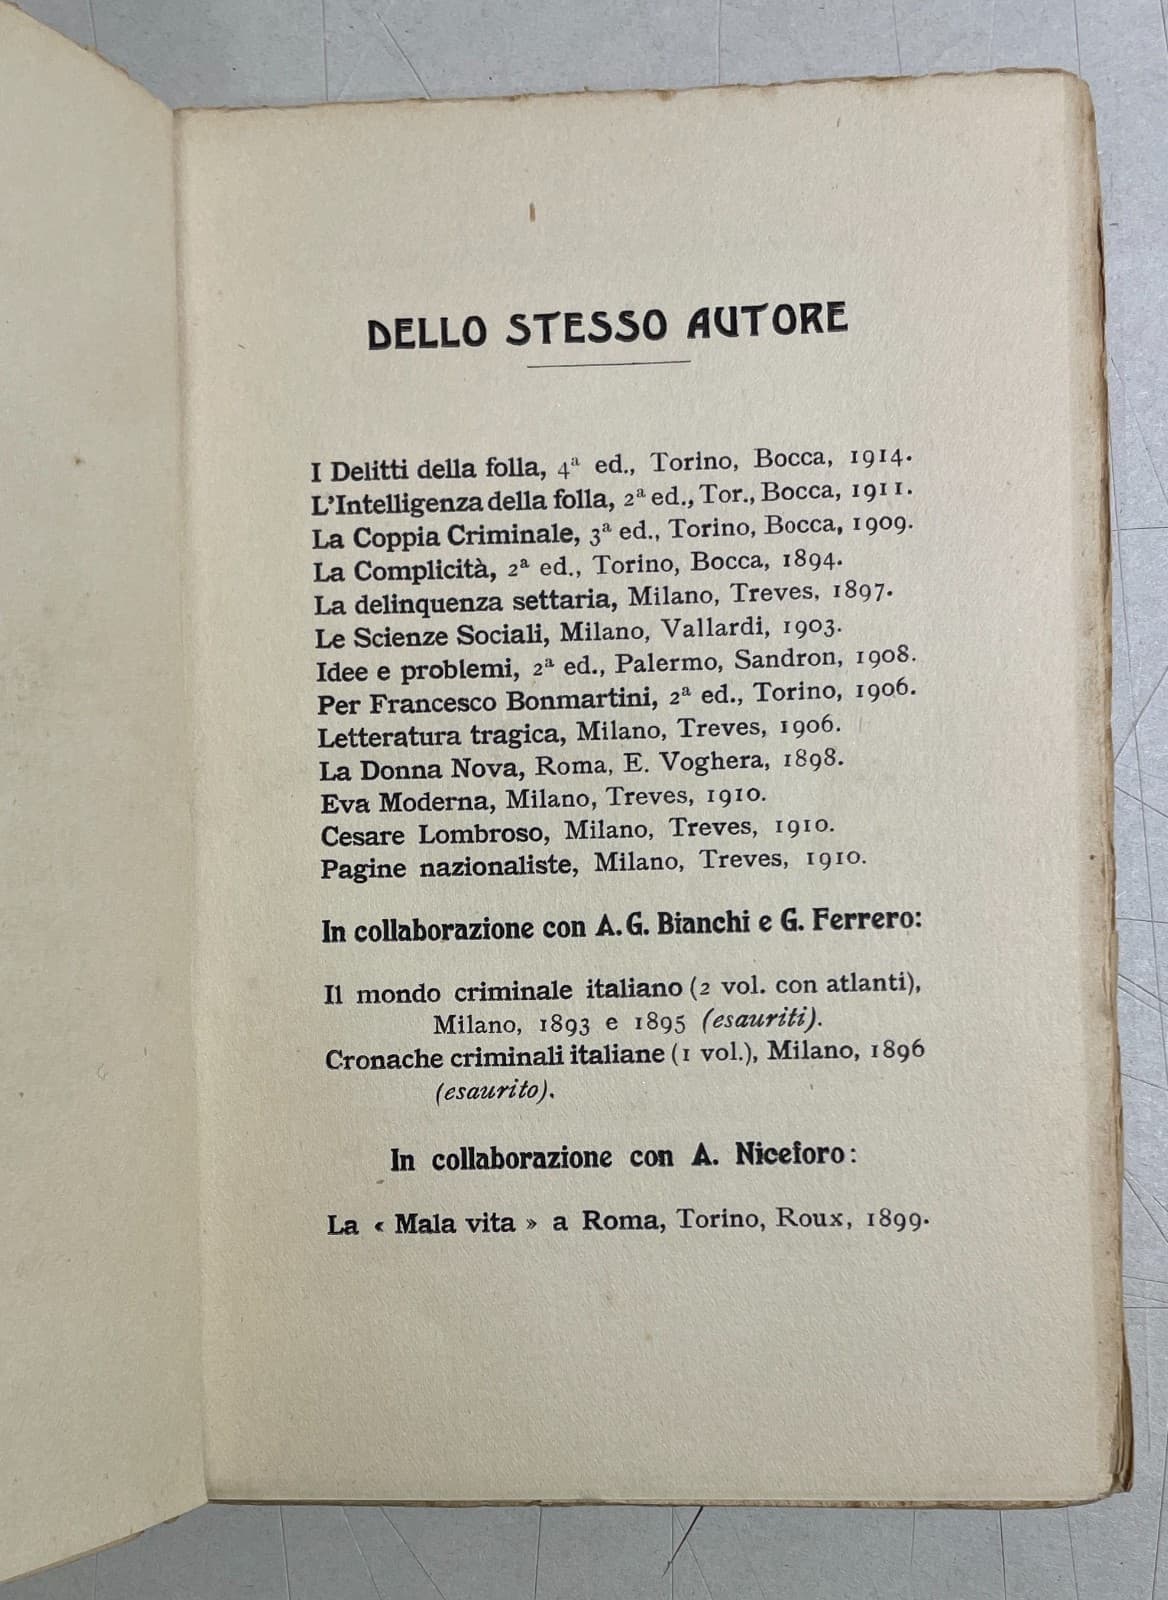 DELLO STESSO AUTORE
I Delitti della folla, 4ª ed., Torino, Bocca, 1914.
L'Intelligenza della folla, 2ª ed., Tor., Bocca, 1911.
La Coppia Criminale, 3ª ed., Torino, Bocca, 1909.
La Complicità, 2ª ed., Torino, Bocca, 1894.
La delinquenza settaria, Milano, Treves, 1897.
Le Scienze Sociali, Milano, Vallardi, 1903.
Idee e problemi, 2ª ed., Palermo, Sandron, 1908.
Per Francesco Bonmartini, 2ª ed., Torino, 1906.
Letteratura tragica, Milano, Treves, 1906.
La Donna Nova, Roma, E. Voghera, 1898.
Eva Moderna, Milano, Treves, 1910.
Cesare Lombroso, Milano, Treves, 1910.
Pagine nazionaliste, Milano, Treves, 1910.
In collaborazione con A. G. Bianchi e G. Ferrero:
Il mondo criminale italiano (2 vol. con atlanti),
Milano, 1893 e 1895 (esauriti).
Cronache criminali italiane (1 vol.), Milano, 1896
(esaurito).
In collaborazione con A. Niceforo:
La « Mala vita » a Roma, Torino, Roux, 1899.